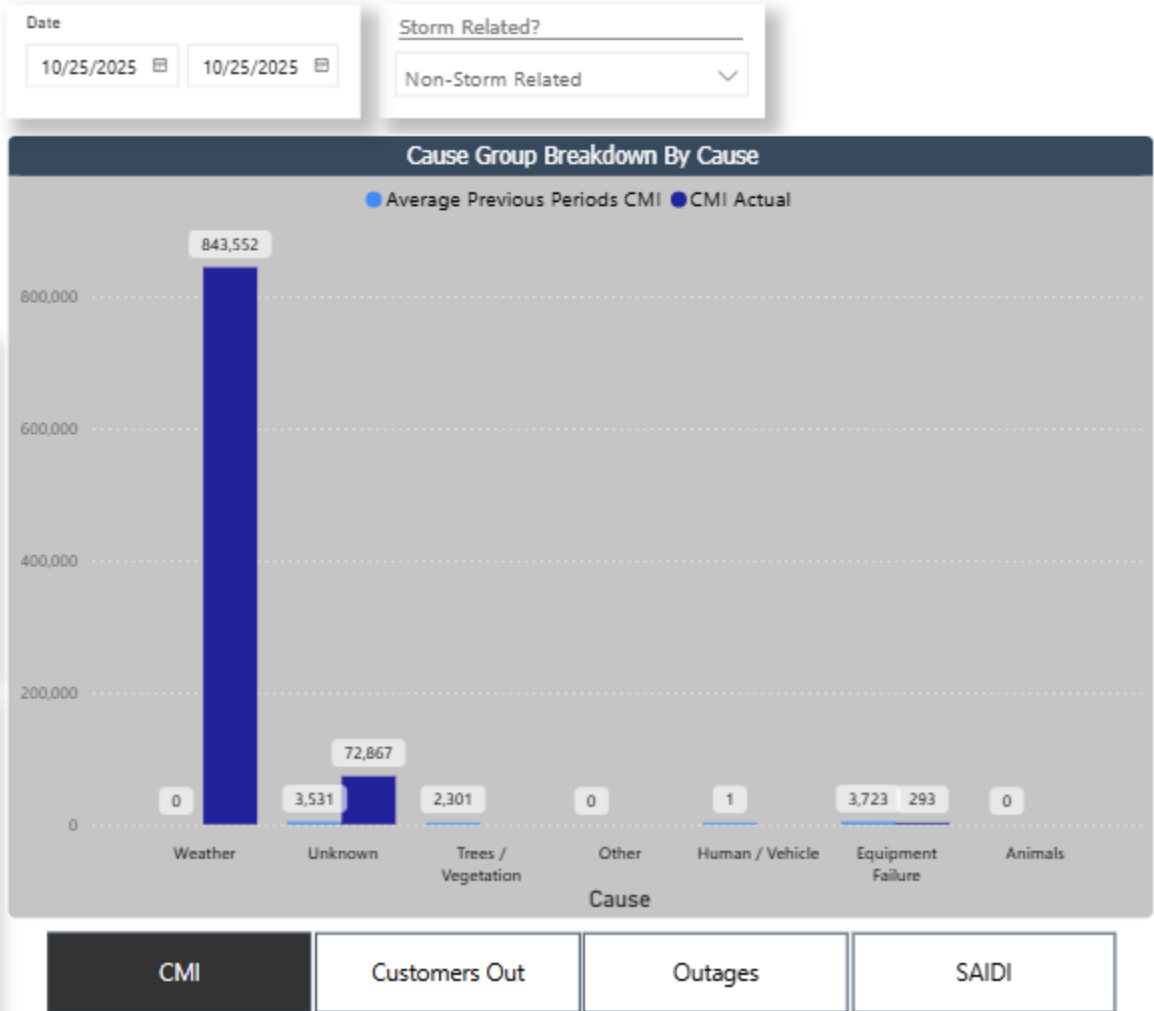 Date
10/25/2025 10/25/2025
Storm Related?
Non-Storm Related
Cause Group Breakdown By Cause
Average Previous Periods CMI CMI Actual
843,552
800,000
600,000
400,000
200,000
72,867
0 3,531 2,301 0 1 3,723 293 0
0
Weather Unknown Trees / Other Human / Vehicle Equipment Animals
Vegetation Failure
Cause
CMI Customers Out Outages SAIDI